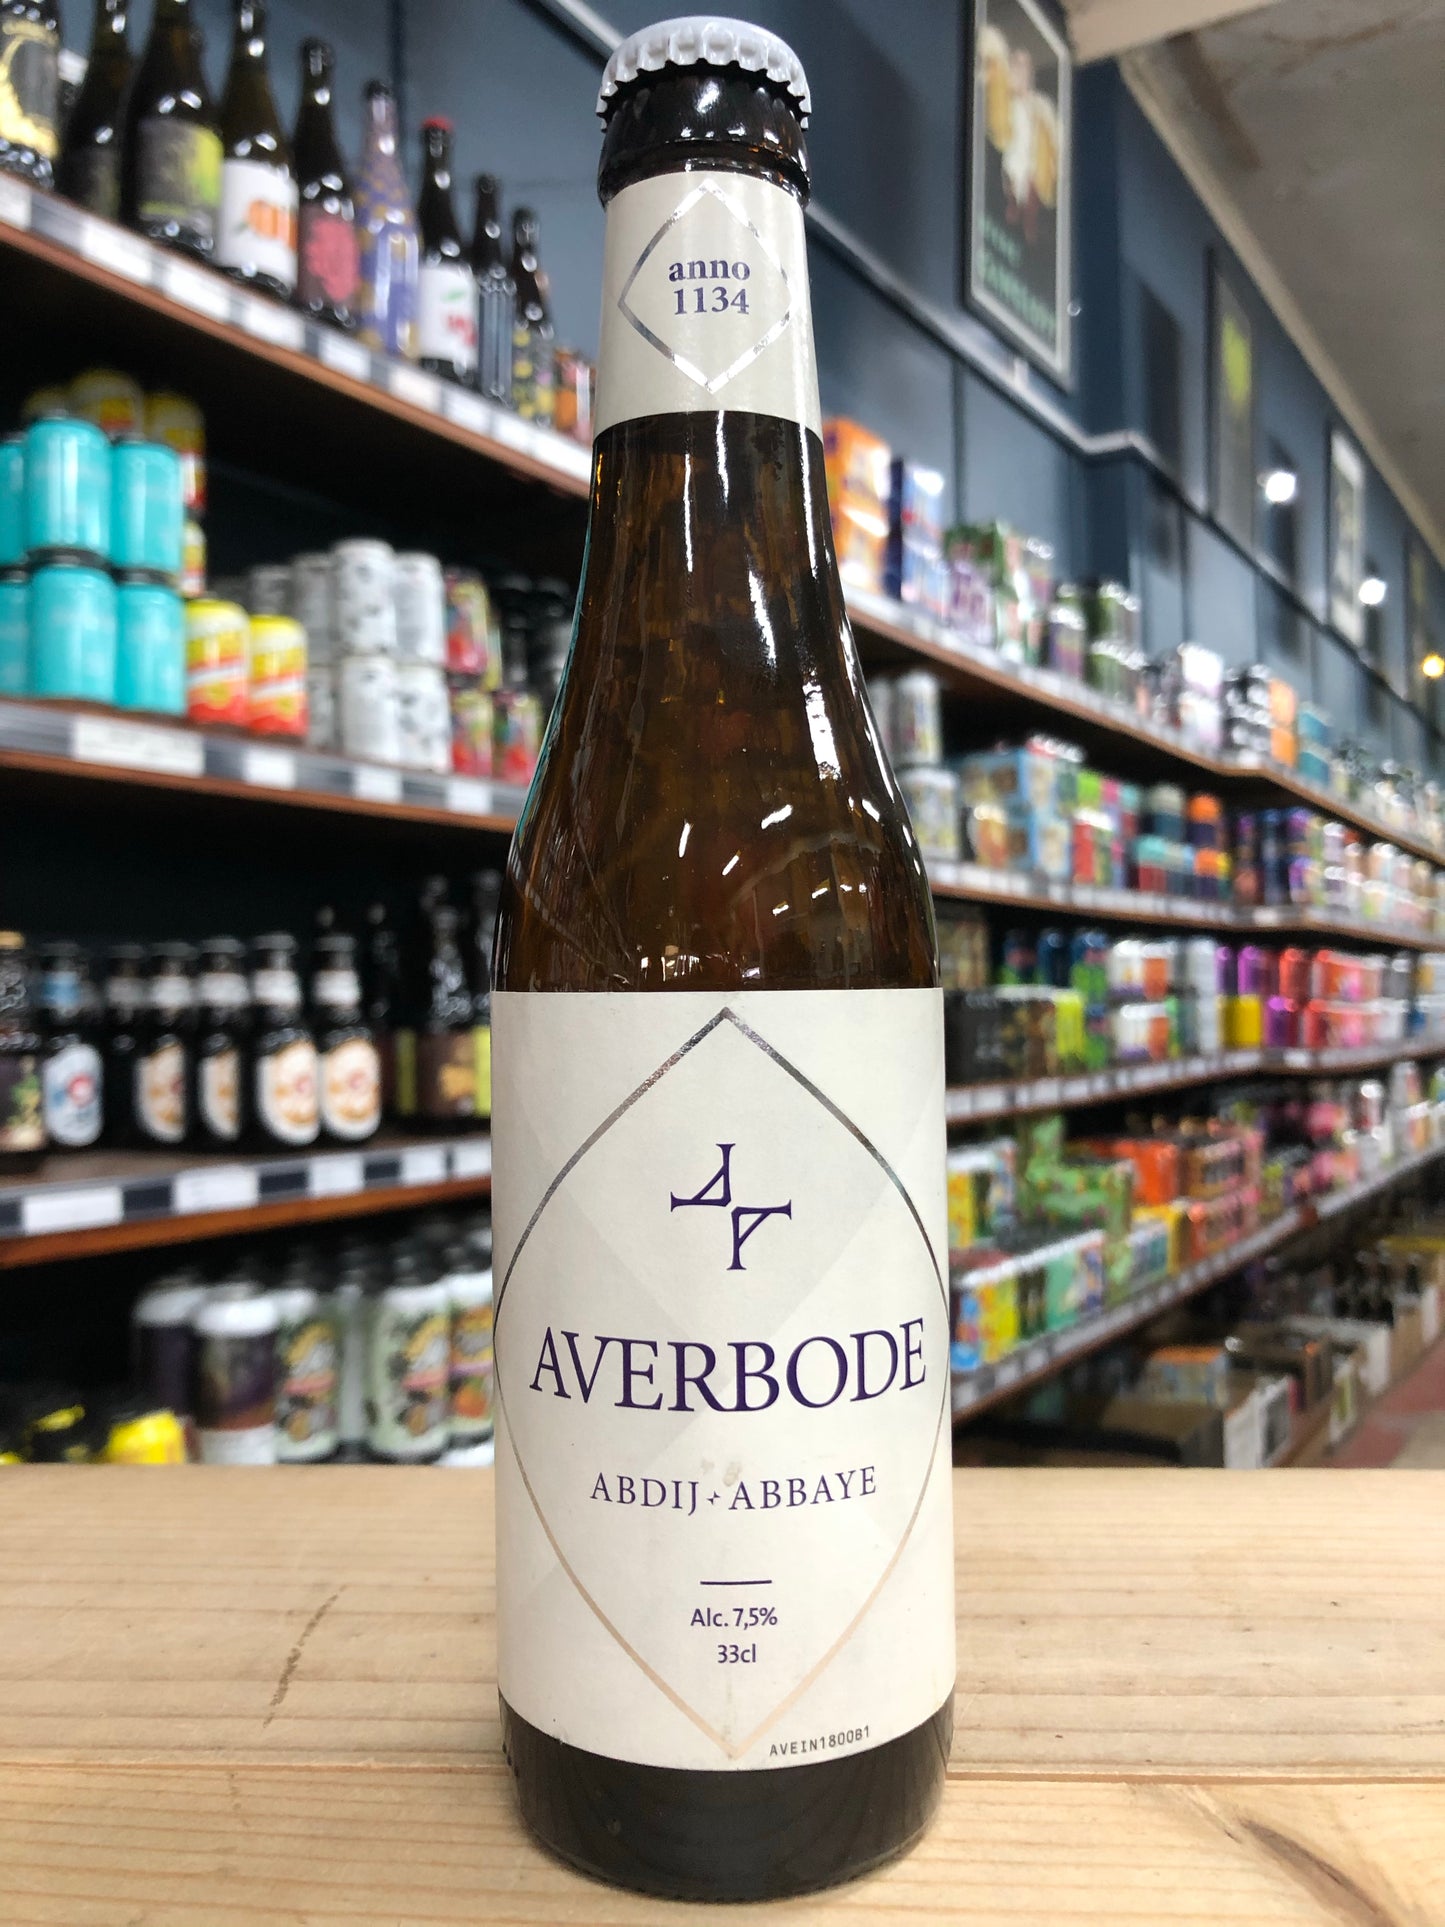 anno
1134
AVERBODE
ABDIJ ABBAYE
Alc. 7,5%
33cl
AVEIN1800B1